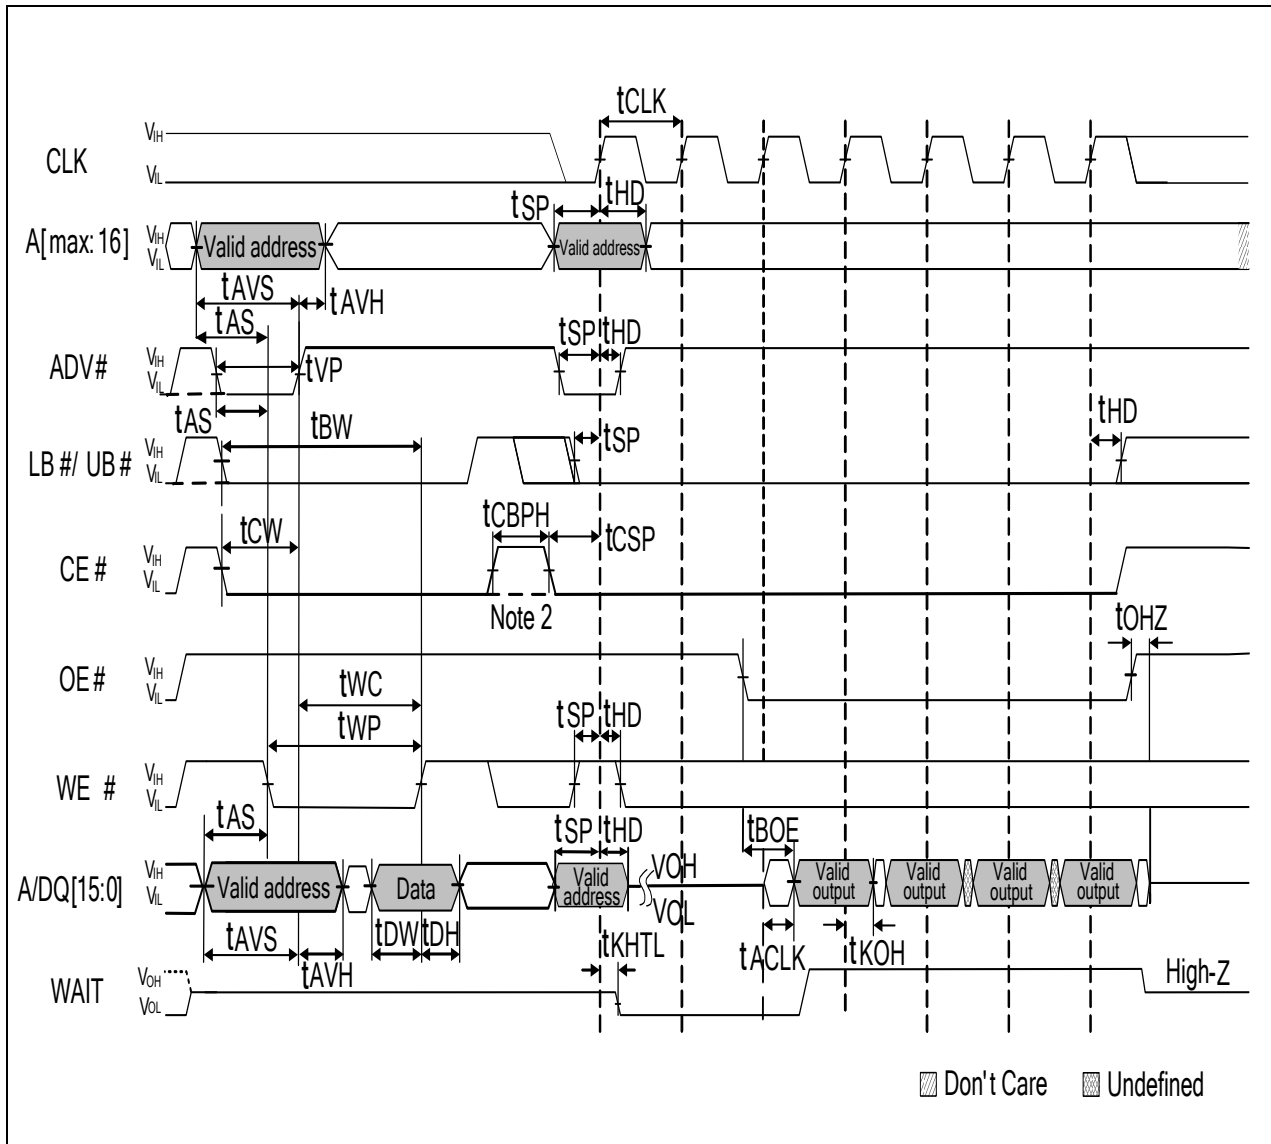 tCLK
VIH
CLK
VIL
tSP tHD
A[max:16] VIH Valid address Valid address
VIL
tAVS tAVH
tAS tSP tHD
ADV# VIH
VIL tVP
tAS tBW tHD
LB#/ UB# VIH tSP
VIL
tCW tCBPH tCSP
CE # VIH
VIL
Note 2
tOHZ
OE# VIH
VIL
tWC
tWP tSP tHD
WE # VIH
VIL
tAS tSP tHD tBOE
A/DQ[15:0] VIH Valid address Data Valid address VOH Valid output Valid output Valid output Valid output
VIL VOL
tAVS tAVH tDW tDH tKHTL tACLK tKOH
WAIT VOH High-Z
VOL
Don't Care Undefined